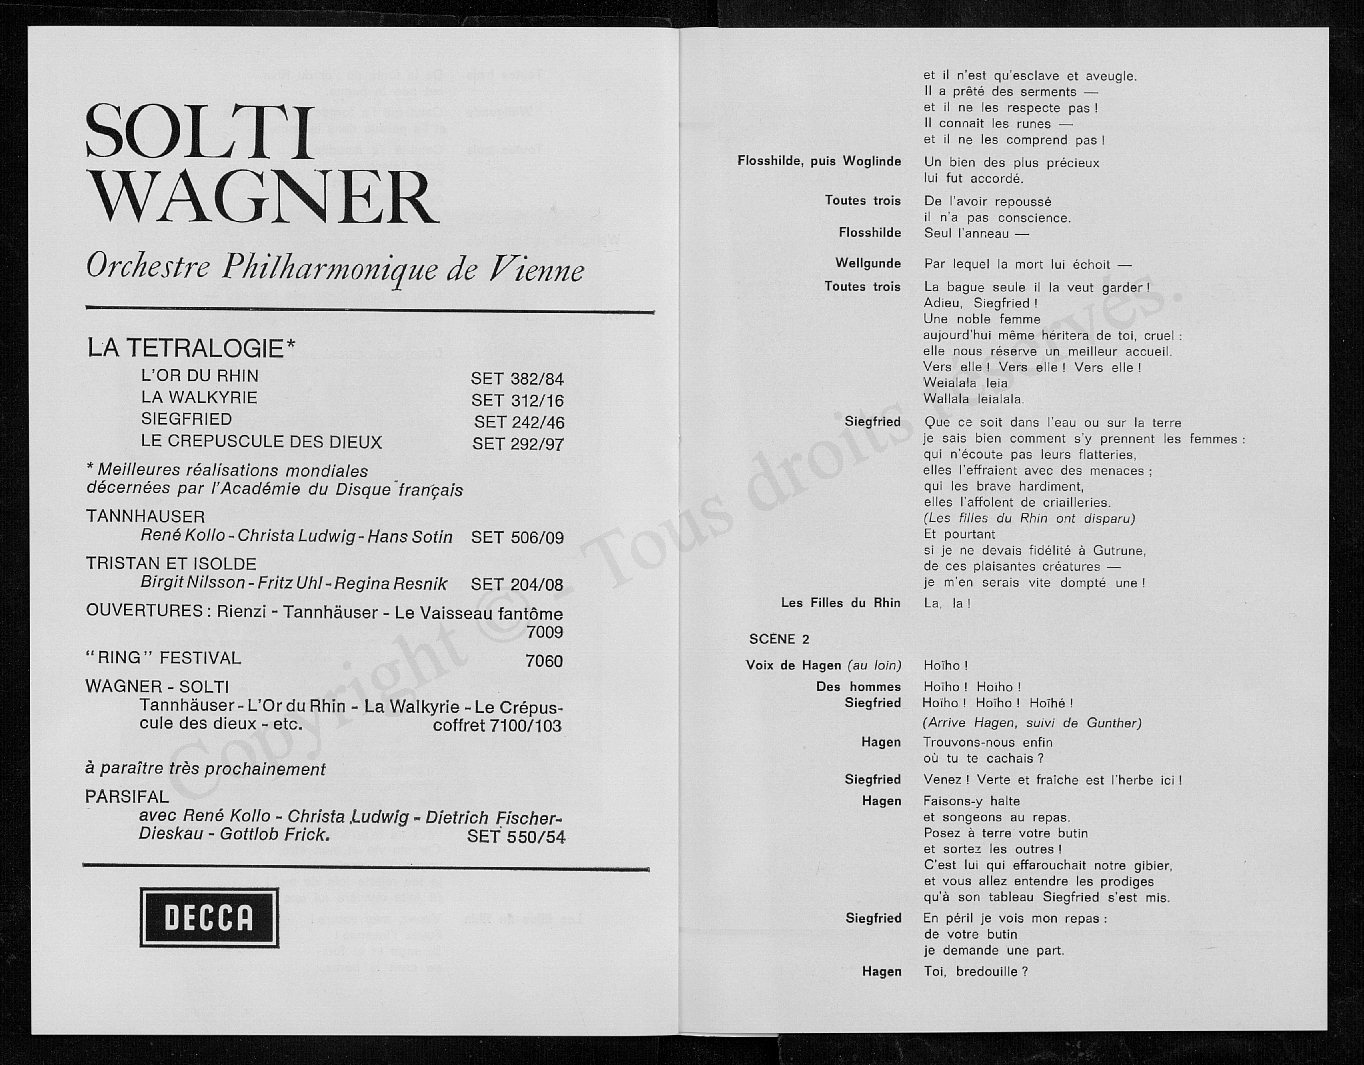 SOLTI
WAGNER
Orchestre Philharmonique de Vienne
LA TETRALOGIE*
L'OR DU RHIN SET 382/84
LA WALKYRIE SET 312/16
SIEGFRIED SET 242/46
LE CREPUSCULE DES DIEUX SET 292/97
* Meilleures réalisations mondiales
décernées par l'Académie du Disque français
TANNHAUSER
René Kollo - Christa Ludwig - Hans Sotin SET 506/09
TRISTAN ET ISOLDE
Birgit Nilsson - Fritz Uhl - Regina Resnik SET 204/08
OUVERTURES : Rienzi - Tannhäuser - Le Vaisseau fantôme
7009
"RING" FESTIVAL 7060
WAGNER - SOLTI
Tannhäuser - L'Or du Rhin - La Walkyrie - Le Crépus-
cule des dieux - etc. coffret 7100/103
à paraître très prochainement
PARSIFAL
avec René Kollo - Christa Ludwig - Dietrich Fischer-
Dieskau - Gottlob Frick. SET 550/54
DECCA
et il n'est qu'esclave et aveugle.
Il a prêté des serments —
et il ne les respecte pas !
Il connait les runes —
et il ne les comprend pas !
Flosshilde, puis Woglinde Un bien des plus précieux
lui fut accordé.
Toutes trois De l'avoir repoussé
il n'a pas conscience.
Flosshilde Seul l'anneau —
Wellgunde Par lequel la mort lui échoit —
Toutes trois La bague seule il la veut garder !
Adieu, Siegfried !
Une noble femme
aujourd'hui même héritera de toi, cruel :
elle nous réserve un meilleur accueil.
Vers elle ! Vers elle ! Vers elle !
Weialala leia
Wallala leialala.
Siegfried Que ce soit dans l'eau ou sur la terre
je sais bien comment s'y prennent les femmes :
qui n'écoute pas leurs flatteries,
elles l'effraient avec des menaces ;
qui les brave hardiment,
elles l'affolent de criailleries.
(Les filles du Rhin ont disparu)
Et pourtant
si je ne devais fidélité à Gutrune,
de ces plaisantes créatures —
je m'en serais vite dompté une !
Les Filles du Rhin La, la !
SCENE 2
Voix de Hagen (au loin) Hoïho !
Des hommes Hoïho ! Hoïho !
Siegfried Hoïho ! Hoïho ! Hoïhé !
(Arrive Hagen, suivi de Gunther)
Hagen Trouvons-nous enfin
où tu te cachais ?
Siegfried Venez ! Verte et fraîche est l'herbe ici !
Hagen Faisons-y halte
et songeons au repas.
Posez à terre votre butin
et sortez les outres !
C'est lui qui effarouchait notre gibier,
et vous allez entendre les prodiges
qu'à son tableau Siegfried s'est mis.
Siegfried En péril je vois mon repas :
de votre butin
je demande une part.
Hagen Toi, bredouille ?
Copyright © - Tous droits réservés.